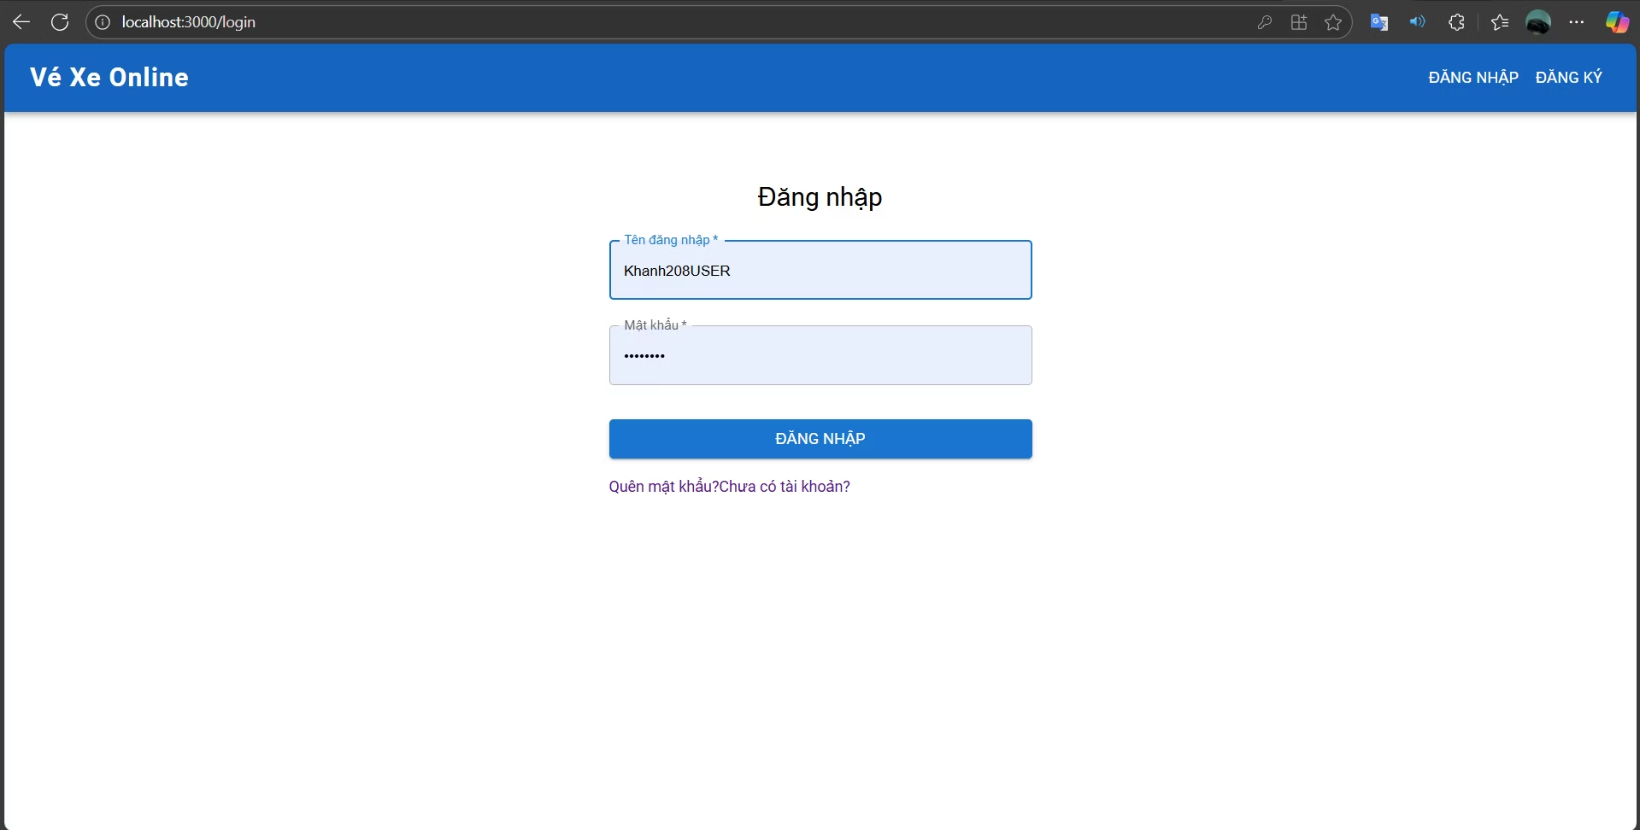 localhost:3000/login
Vé Xe Online
ĐĂNG NHẬP ĐĂNG KÝ
Đăng nhập
Tên đăng nhập *
Khanh208USER
Mật khẩu *
••••••••
ĐĂNG NHẬP
Quên mật khẩu?Chưa có tài khoản?